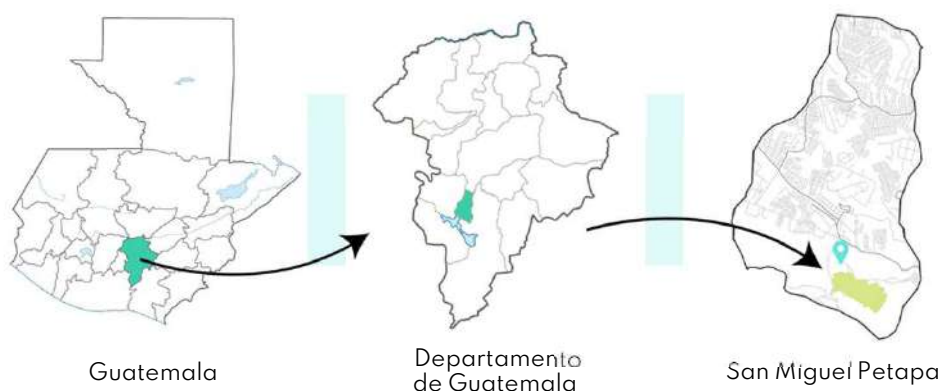 Guatemala
Departamento
de Guatemala
San Miguel Petapa